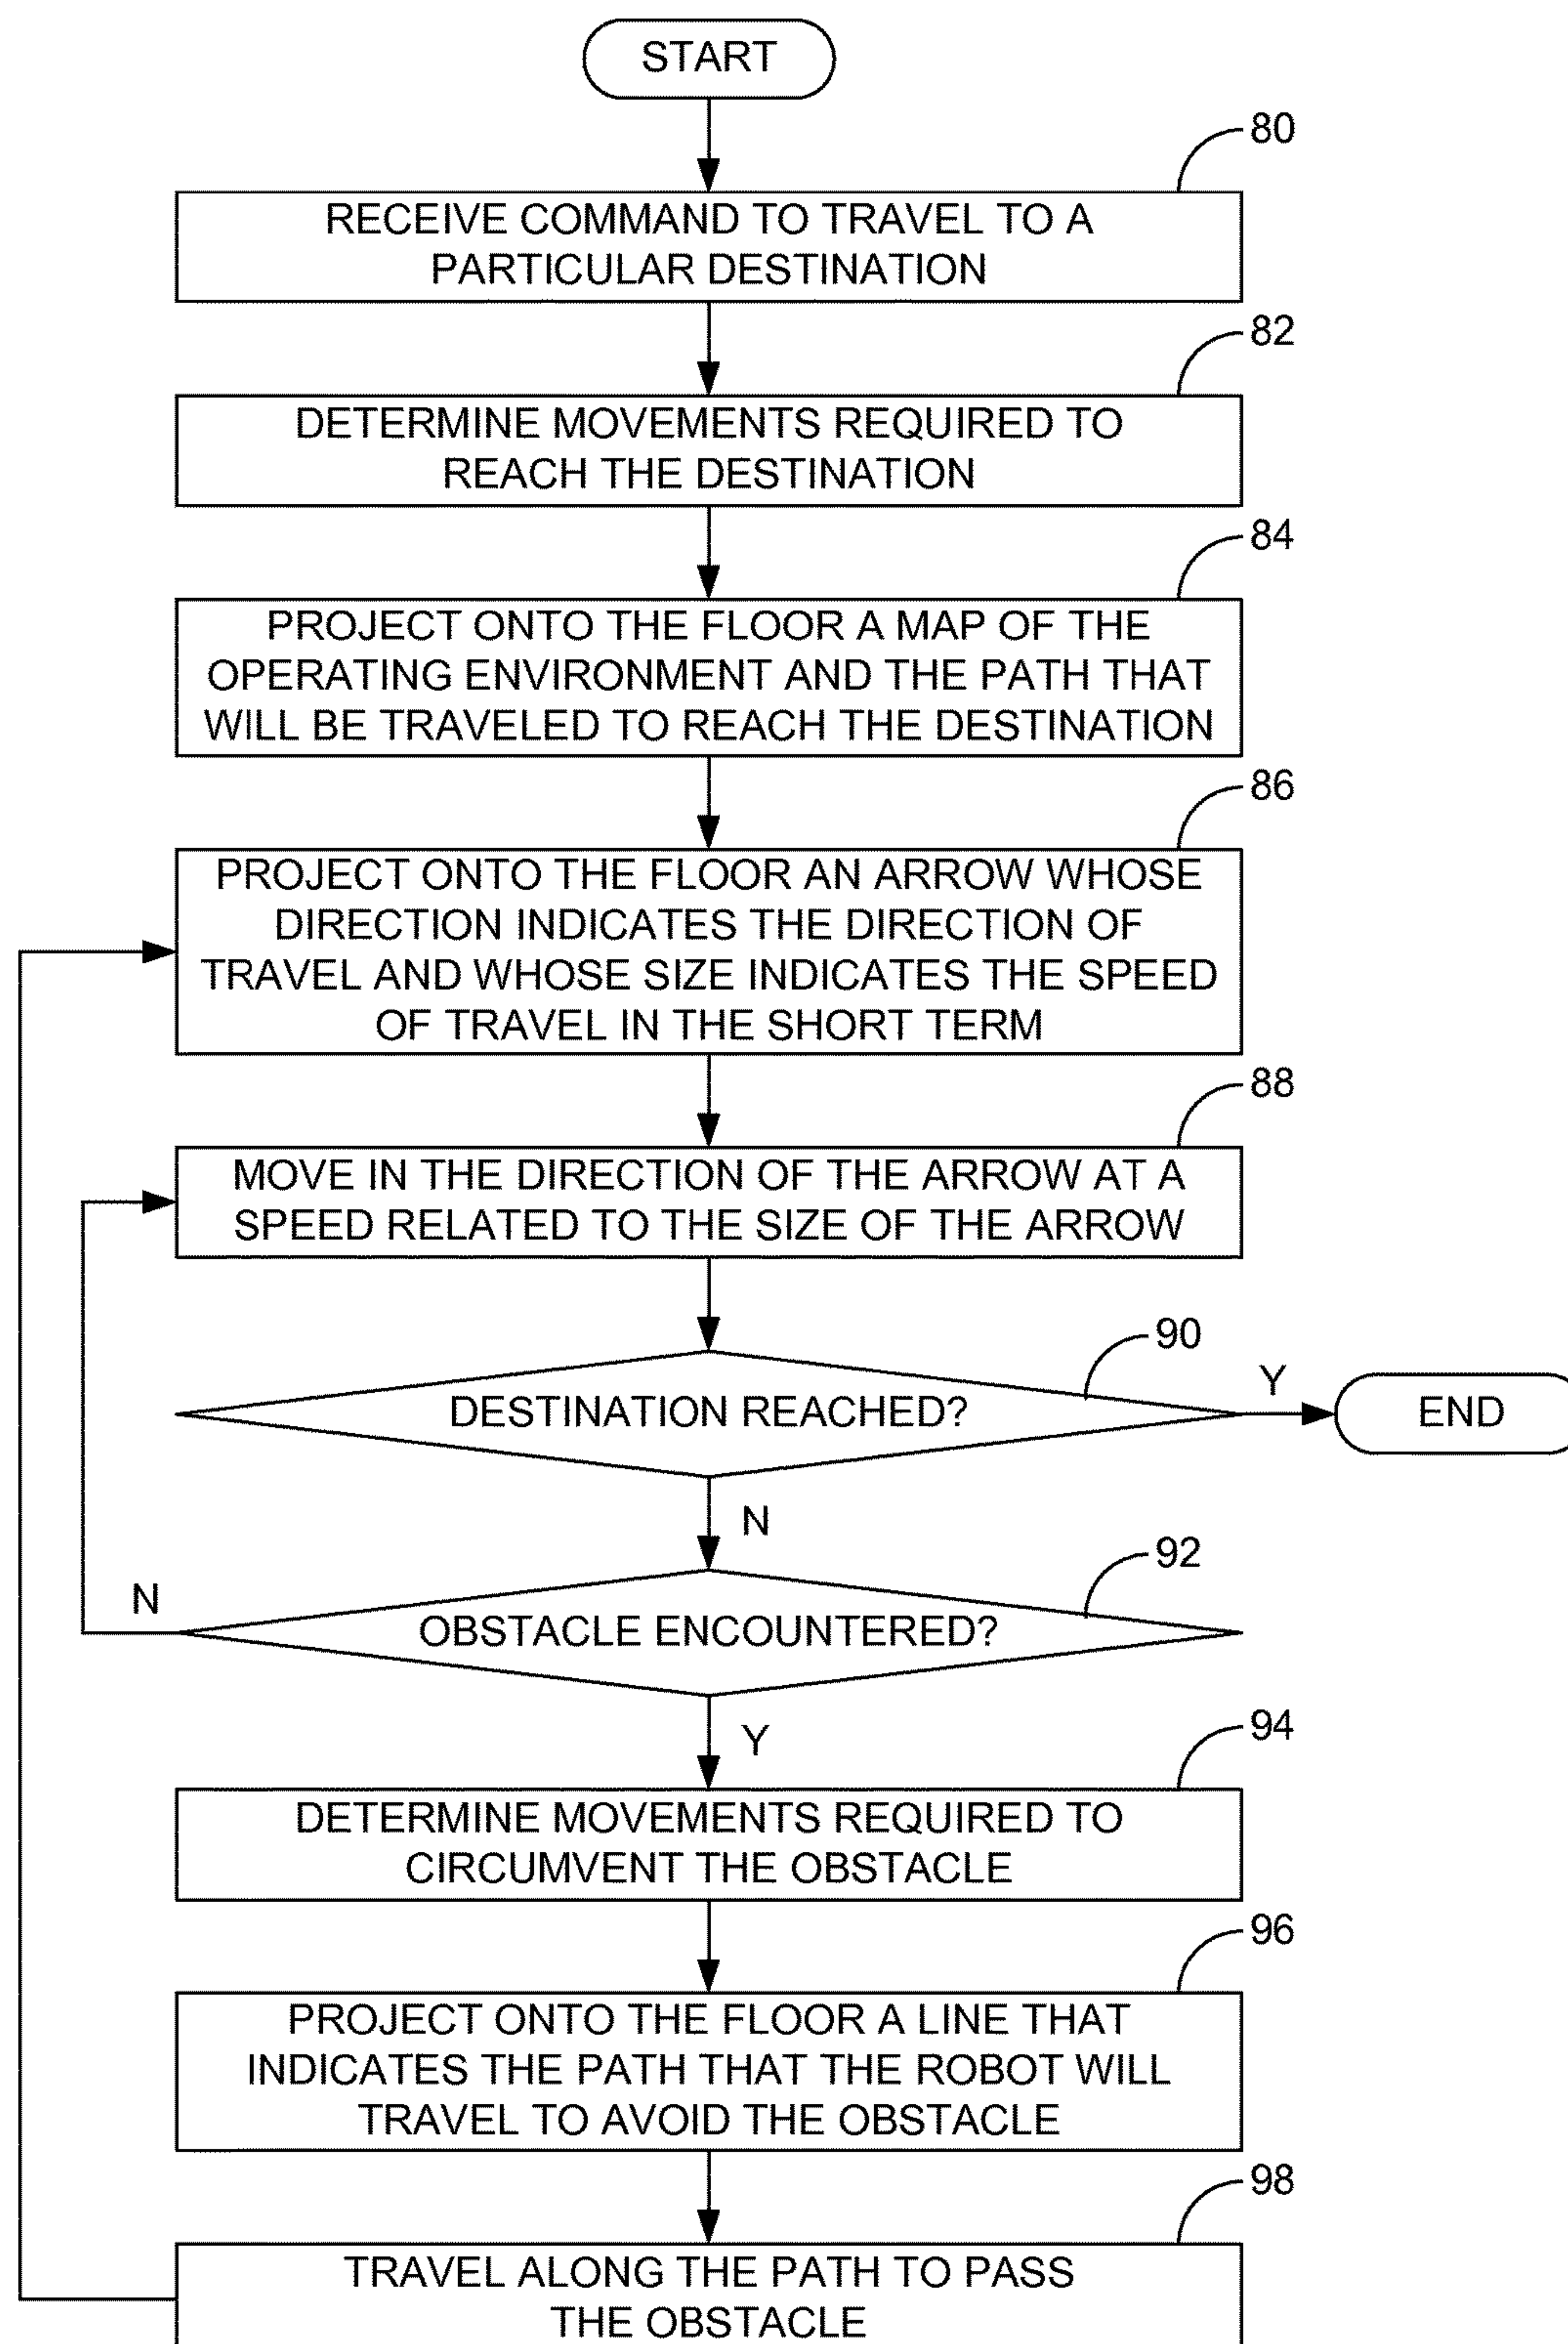 START
80
RECEIVE COMMAND TO TRAVEL TO A
PARTICULAR DESTINATION
82
DETERMINE MOVEMENTS REQUIRED TO
REACH THE DESTINATION
84
PROJECT ONTO THE FLOOR A MAP OF THE
OPERATING ENVIRONMENT AND THE PATH THAT
WILL BE TRAVELED TO REACH THE DESTINATION
86
PROJECT ONTO THE FLOOR AN ARROW WHOSE
DIRECTION INDICATES THE DIRECTION OF
TRAVEL AND WHOSE SIZE INDICATES THE SPEED
OF TRAVEL IN THE SHORT TERM
88
MOVE IN THE DIRECTION OF THE ARROW AT A
SPEED RELATED TO THE SIZE OF THE ARROW
90
DESTINATION REACHED?
Y
END
N
92
OBSTACLE ENCOUNTERED?
N
Y
94
DETERMINE MOVEMENTS REQUIRED TO
CIRCUMVENT THE OBSTACLE
96
PROJECT ONTO THE FLOOR A LINE THAT
INDICATES THE PATH THAT THE ROBOT WILL
TRAVEL TO AVOID THE OBSTACLE
98
TRAVEL ALONG THE PATH TO PASS
THE OBSTACLE